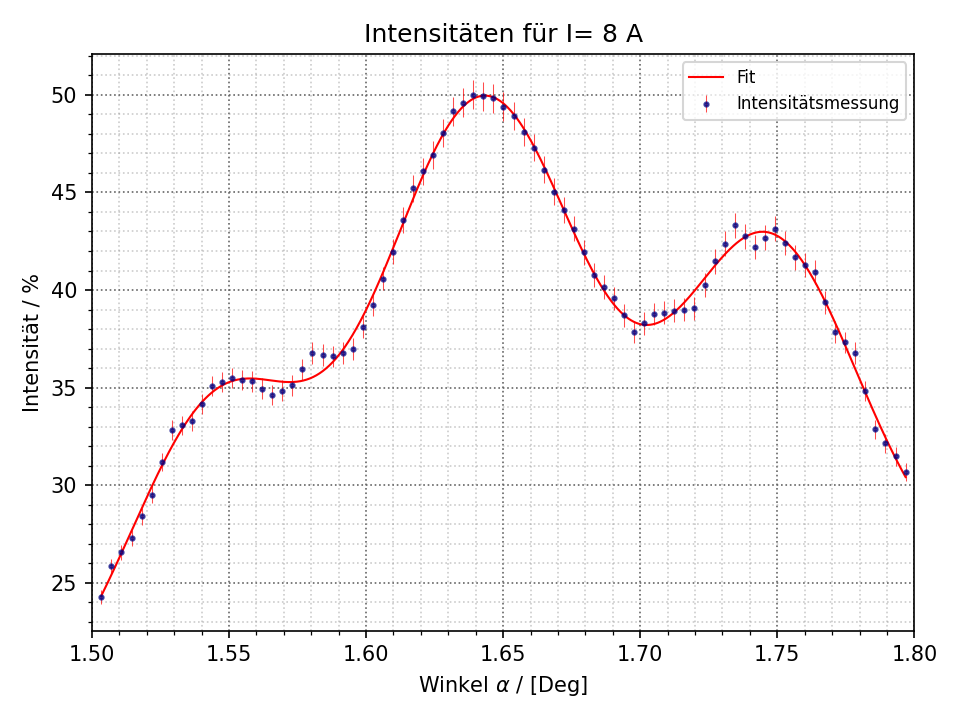 Intensitäten für I= 8 A
Fit
Intensitätsmessung
Intensität / %
50
45
40
35
30
25
1.50 1.55 1.60 1.65 1.70 1.75 1.80
Winkel α / [Deg]